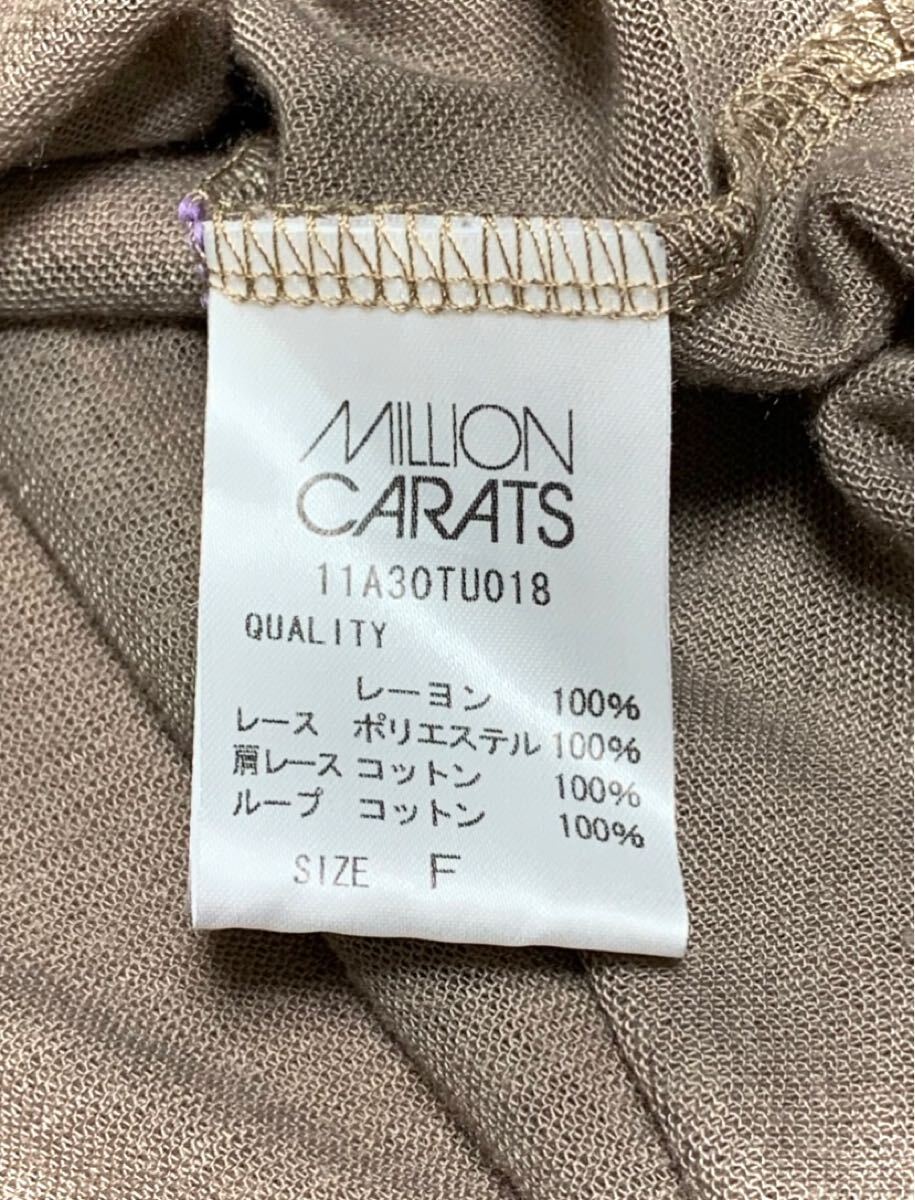 MILLION
CARATS
11A30TU018
QUALITY
レーヨン 100%
レース ポリエステル 100%
肩レース コットン 100%
ループ コットン 100%
SIZE F